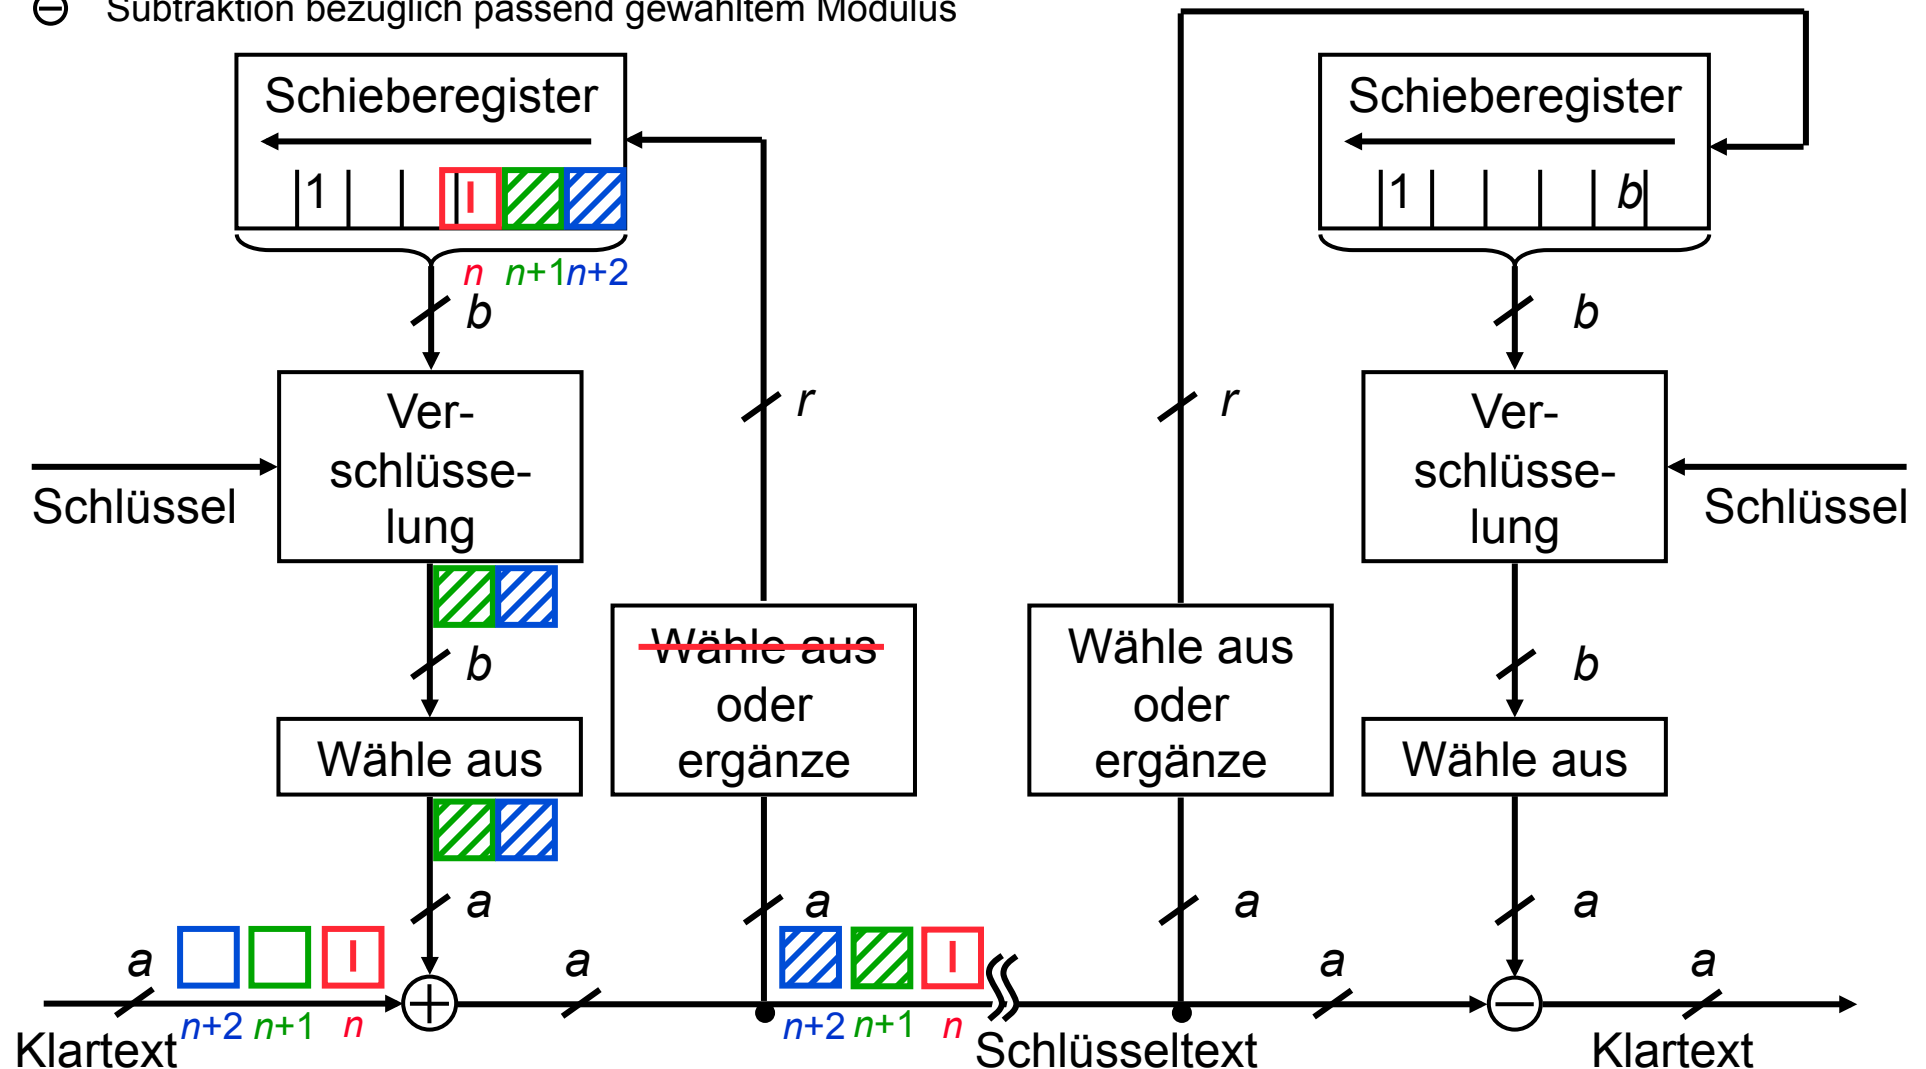 ⊖ Subtraktion bezüglich passend gewähltem Modulus
Schieberegister
1
n n+1 n+2
b
Ver-
schlüsse-
lung
Schlüssel
b
Wähle aus
a
r
Wähle aus
oder
ergänze
a
a
n+2 n+1 n
Klartext
a
n+2 n+1 n
Schlüsseltext
Schieberegister
1 b
b
r
Ver-
schlüsse-
lung
Schlüssel
Wähle aus
oder
ergänze
b
Wähle aus
a
a
a
a
Klartext